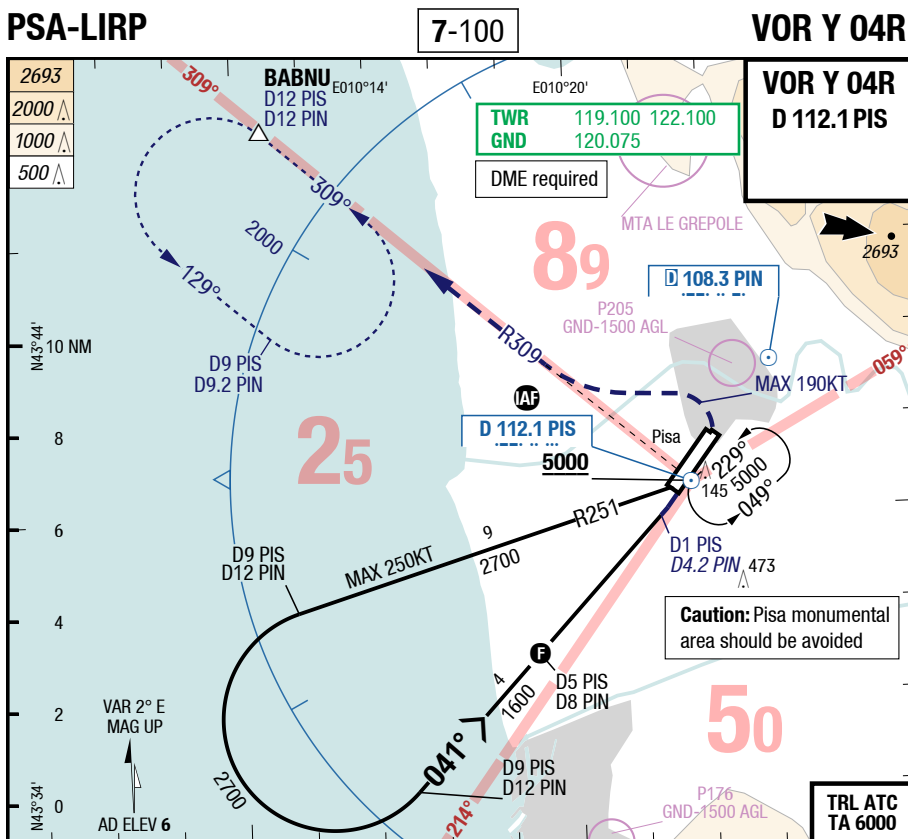 PSA-LIRP
7-100
VOR Y 04R
2693
2000
1000
500
309°
BABNU
D12 PIS
D12 PIN
E010°14'
E010°20'
TWR 119.100 122.100
GND 120.075
DME required
VOR Y 04R
D 112.1 PIS
MTA LE GREPOLE
2693
309°
2000
129°
89
D 108.3 PIN
P205
GND-1500 AGL
N43°44'
10 NM
D9 PIS
D9.2 PIN
R309
MAX 190KT
059°
IAF
D 112.1 PIS
Pisa
5000
8
25
229°
5000
049°
145
R251
9
2700
MAX 250KT
D9 PIS
D12 PIN
6
D1 PIS
D4.2 PIN
473
Caution: Pisa monumental
area should be avoided
4
F
D5 PIS
D8 PIN
4
1600
50
2
VAR 2° E
MAG UP
041°
D9 PIS
D12 PIN
2700
N43°34'
0
AD ELEV 6
214°
P176
GND-1500 AGL
TRL ATC
TA 6000